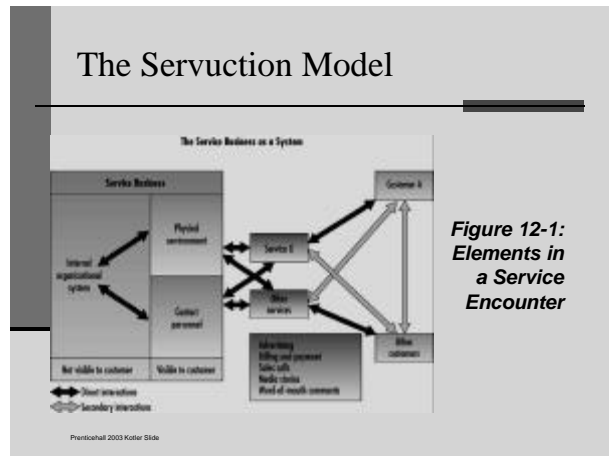 The Servuction Model
The Service Business as a System
Service Business
Customer A
Physical
environment
Service X
Internal
organizational
system
Contact
personnel
Other
services
Figure 12-1:
Elements in
a Service
Encounter
Advertising
Billing and payment
Sales calls
Media stories
Word-of-mouth comments
Other
customers
Not visible to customer
Visible to customer
Direct interactions
Secondary interactions
Prenticehall 2003 Kotler Slide